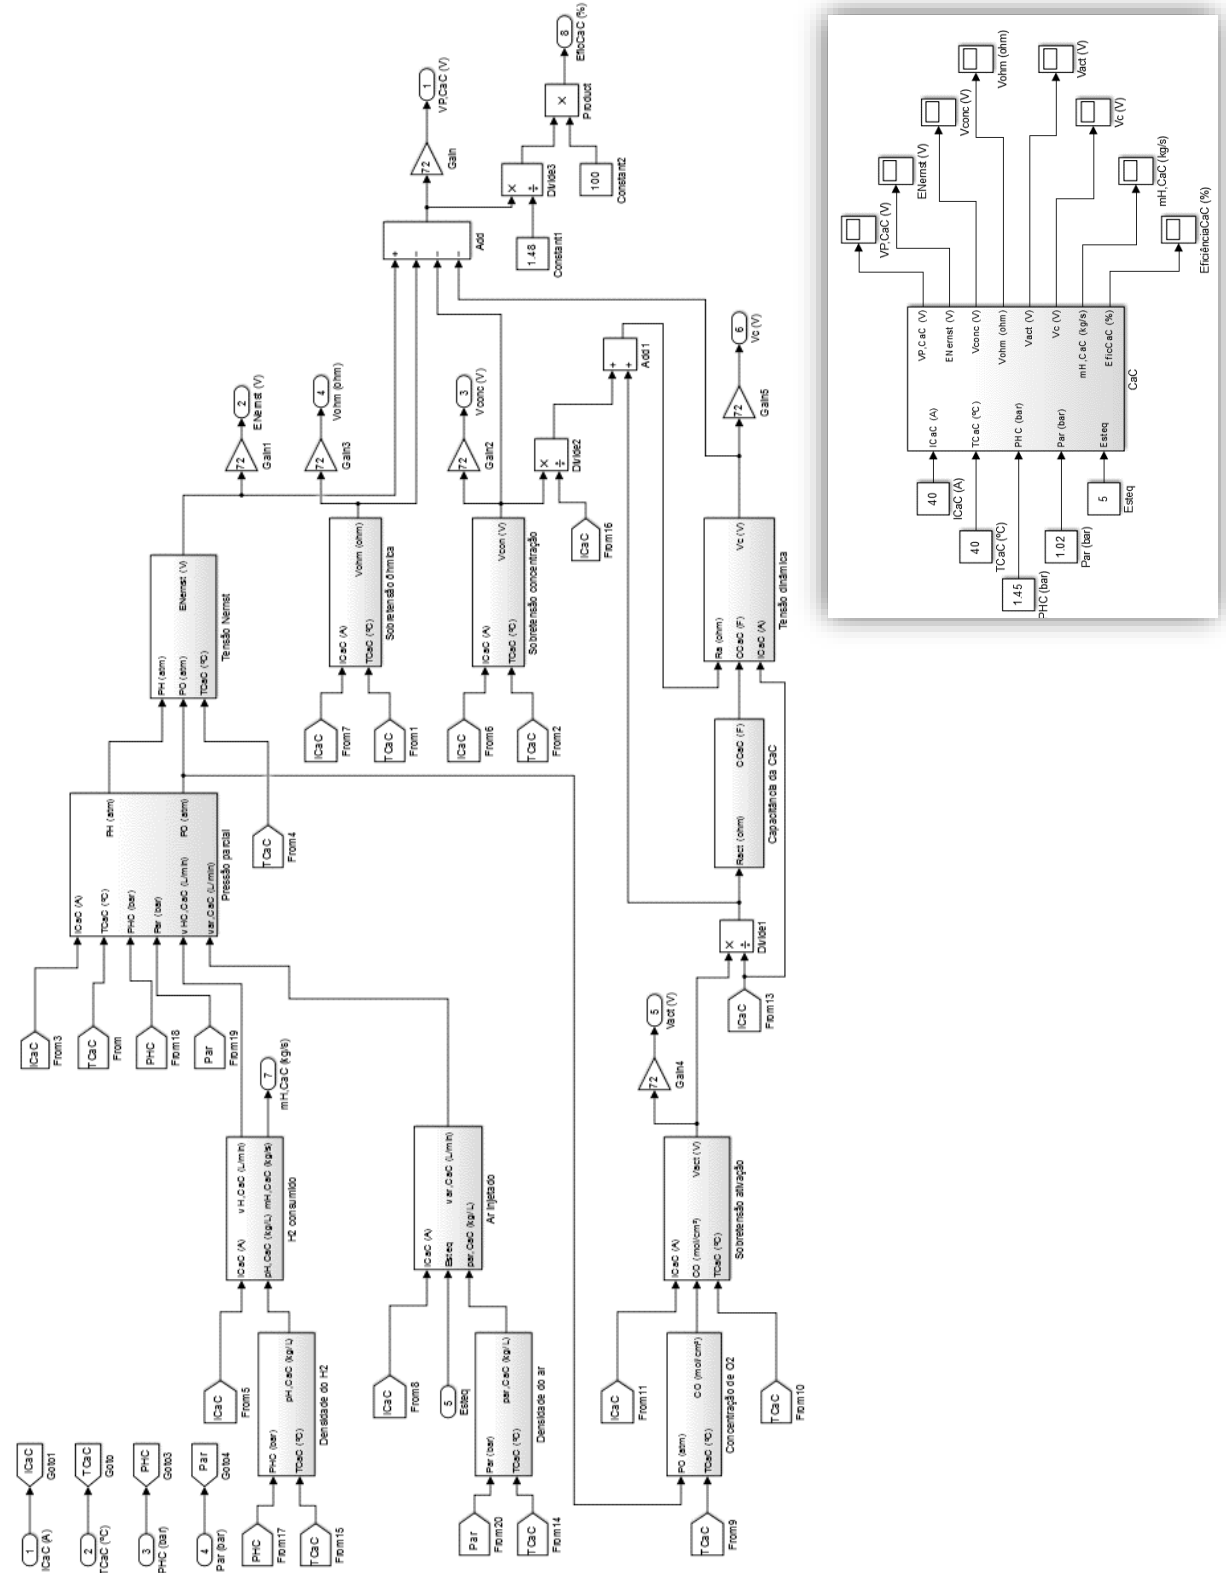 1
ICaC (A)
ICaC
Goto1
2
TCaC (ºC)
TCaC
Goto
3
PHC (bar)
PHC
Goto3
4
Par (bar)
Par
Goto4
PHC
From17
TCaC
From15
PHC (bar)
TCaC (ºC)
ρH,CaC (kg/L)
Densidade do H2
ICaC
From5
ICaC (A)
ρH,CaC (kg/L)
vH,CaC (L/min)
mH,CaC (kg/s)
H2 consumido
7
mH,CaC (kg/s)
Par
From20
TCaC
From14
Par (bar)
TCaC (ºC)
ρar,CaC (kg/L)
Densidade do ar
ICaC
From8
5
Esteq
ICaC (A)
Esteq
ρar,CaC (kg/L)
var,CaC (L/min)
Ar injetado
ICaC
From3
TCaC
From
PHC
From18
Par
From19
ICaC (A)
TCaC (ºC)
PHC (bar)
Par (bar)
vHC,CaC (L/min)
var,CaC (L/min)
PH (atm)
PO (atm)
Pressão parcial
TCaC
From4
PH (atm)
PO (atm)
TCaC (ºC)
ENernst (V)
Tensão Nernst
72
Gain1
2
ENernst (V)
ICaC
From7
TCaC
From1
ICaC (A)
TCaC (ºC)
Vohm (ohm)
Sobretensão ôhmica
72
Gain3
4
Vohm (ohm)
ICaC
From6
TCaC
From2
ICaC (A)
TCaC (ºC)
Vcon (V)
Sobretensão concentração
72
Gain2
3
Vconc (V)
ICaC
From16
×
÷
Divide2
+
+
Add1
TCaC
From9
PO (atm)
TCaC (ºC)
CO (mol/cm³)
Concentração de O2
ICaC
From11
TCaC
From10
ICaC (A)
CO (mol/cm³)
TCaC (ºC)
Vact (V)
Sobretensão ativação
72
Gain4
5
Vact (V)
ICaC
From13
×
÷
Divide1
Ract (ohm)
CCaC (F)
Capacitância da CaC
Ra (ohm)
CCaC (F)
ICaC (A)
Vc (V)
Tensão dinâmica
72
Gain5
6
Vc (V)
+
−
−
−
Add
72
Gain
1
VP,CaC (V)
1.48
Constant1
×
÷
Divide3
100
Constant2
×
Product
8
EficCaC (%)
40
ICaC (A)
40
TCaC (ºC)
1.45
PHC (bar)
1.02
Par (bar)
5
Esteq
ICaC (A)
TCaC (ºC)
PHC (bar)
Par (bar)
Esteq
VP,CaC (V)
ENernst (V)
Vconc (V)
Vohm (ohm)
Vact (V)
Vc (V)
mH,CaC (kg/s)
EficCaC (%)
CaC
VP,CaC (V)
ENernst (V)
Vconc (V)
Vohm (ohm)
Vact (V)
Vc (V)
mH,CaC (kg/s)
EficiênciaCaC (%)